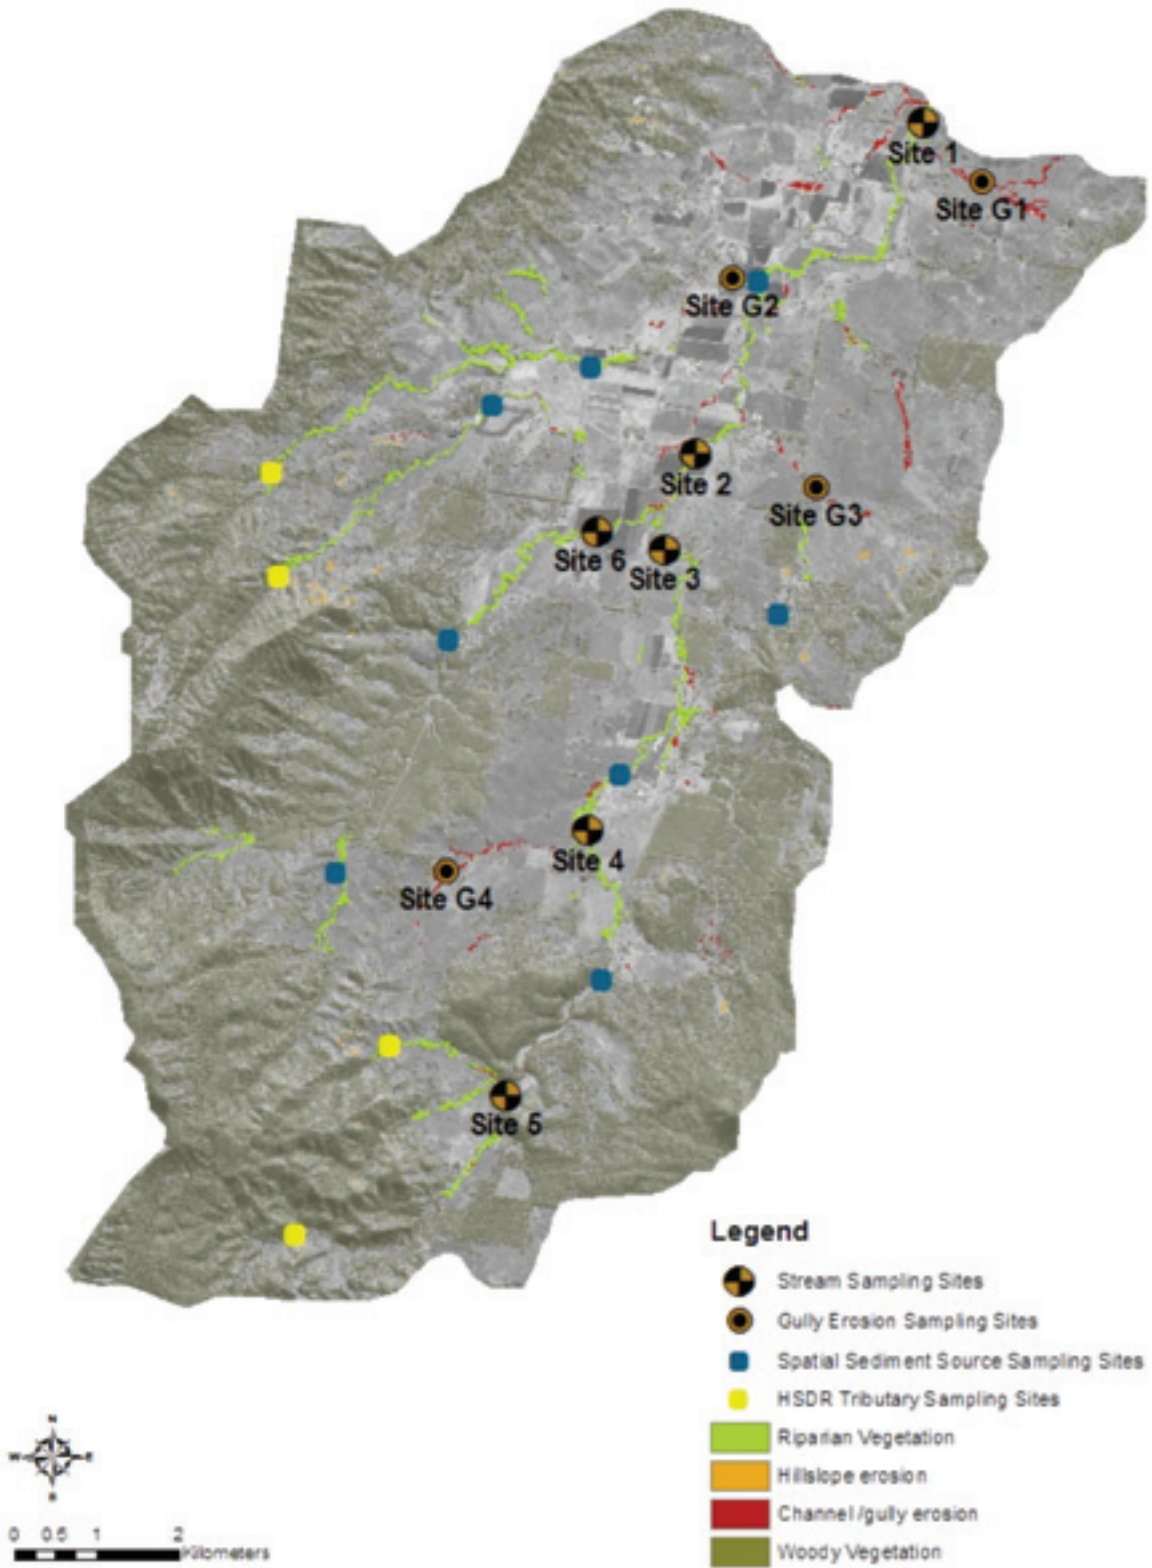 Site 1
Site G1
Site G2
Site 2
Site G3
Site 6
Site 3
Site 4
Site G4
Site 5
Legend
Stream Sampling Sites
Gully Erosion Sampling Sites
Spatial Sediment Source Sampling Sites
HSDR Tributary Sampling Sites
Riparian Vegetation
Hillslope erosion
Channel /gully erosion
Woody Vegetation
N
W E
S
0 0.5 1 2
Kilometers